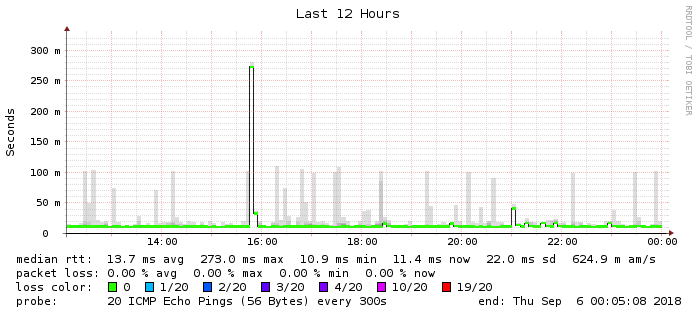 Last 12 Hours
RRDTOOL / TOBI OETIKER
Seconds
300 m
250 m
200 m
150 m
100 m
50 m
0
14:00 16:00 18:00 20:00 22:00 00:00
median rtt: 13.7 ms avg 273.0 ms max 10.9 ms min 11.4 ms now 22.0 ms sd 624.9 m am/s
packet loss: 0.00 % avg 0.00 % max 0.00 % min 0.00 % now
loss color: 0 1/20 2/20 3/20 4/20 10/20 19/20
probe: 20 ICMP Echo Pings (56 Bytes) every 300s end: Thu Sep 6 00:05:08 2018